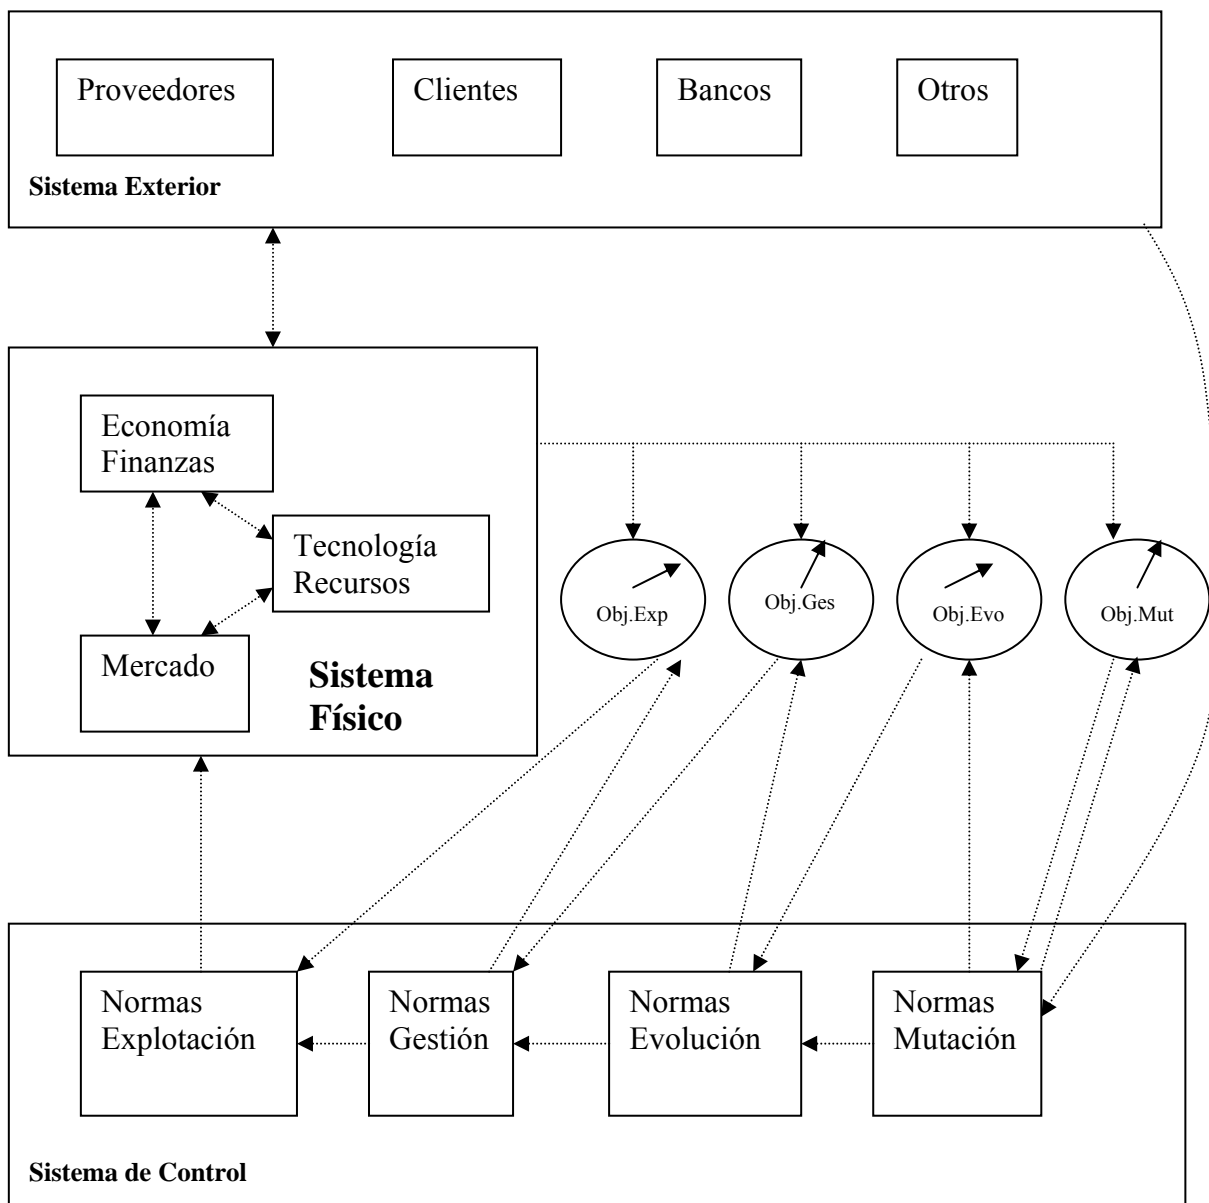 Proveedores
Clientes
Bancos
Otros
Sistema Exterior
Economía
Finanzas
Tecnología
Recursos
Mercado
Sistema
Físico
Obj.Exp
Obj.Ges
Obj.Evo
Obj.Mut
Normas
Explotación
Normas
Gestión
Normas
Evolución
Normas
Mutación
Sistema de Control